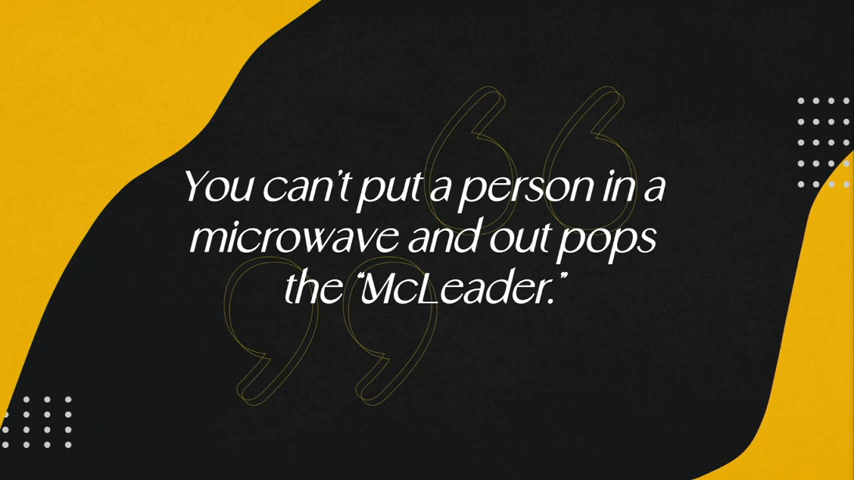 You can't put a person in a
microwave and out pops
the “McLeader.”